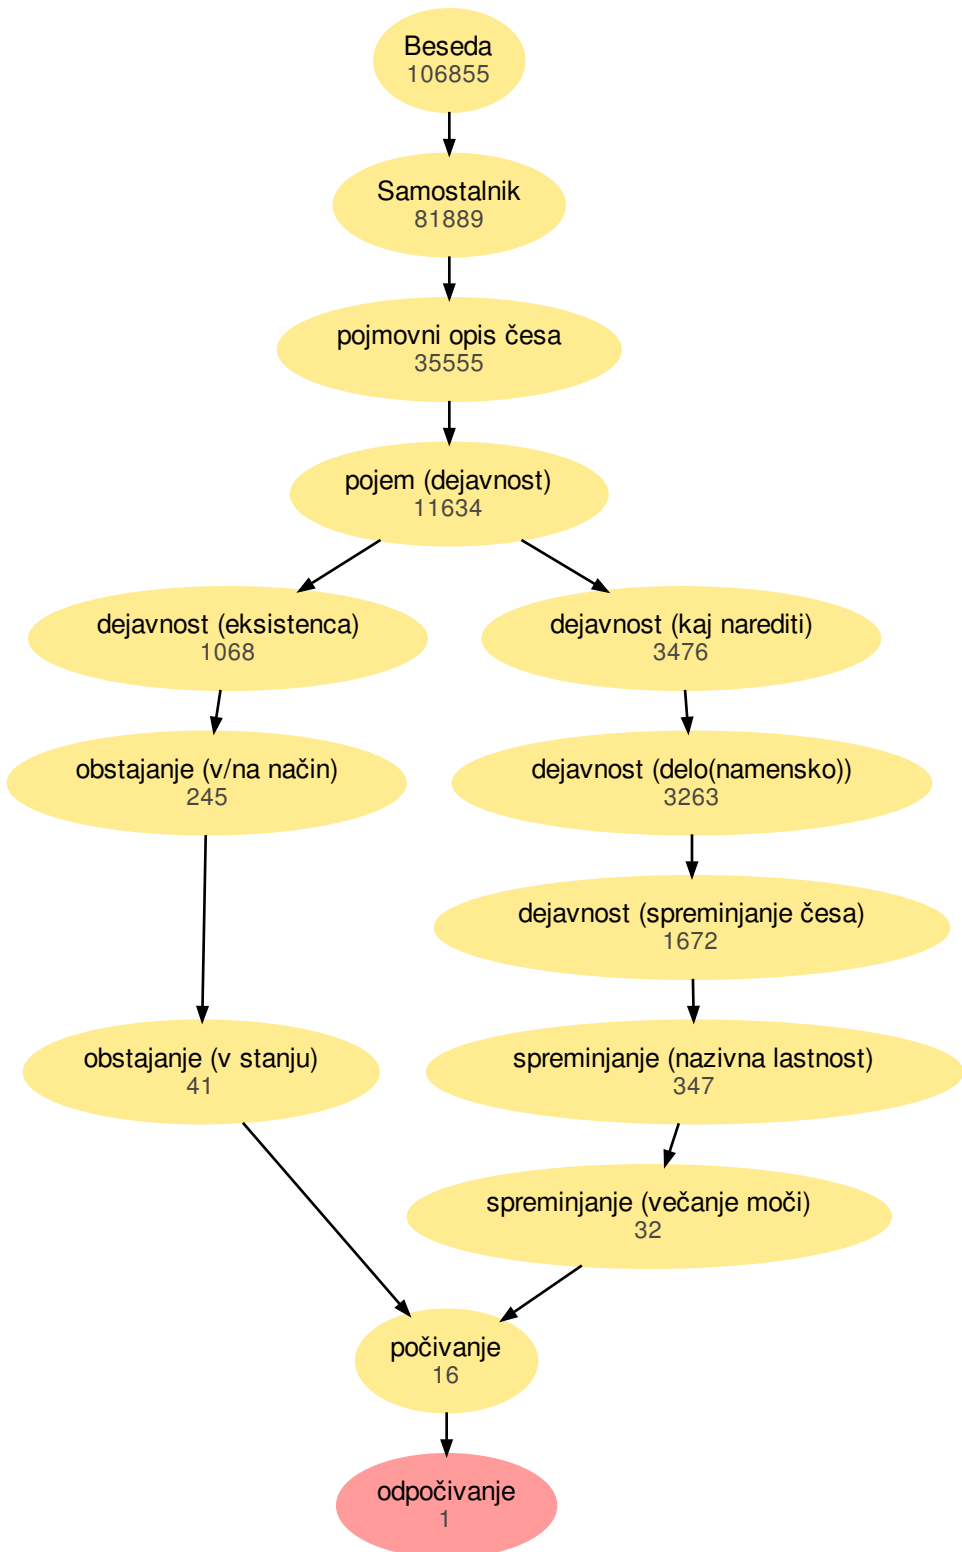 Beseda
106855
Samostalnik
81889
pojmovni opis česa
35555
pojem (dejavnost)
11634
dejavnost (eksistenca)
1068
dejavnost (kaj narediti)
3476
obstajanje (v/na način)
245
dejavnost (delo(namensko))
3263
dejavnost (spreminjanje česa)
1672
obstajanje (v stanju)
41
spreminjanje (nazivna lastnost)
347
spreminjanje (večanje moči)
32
počivanje
16
odpočivanje
1